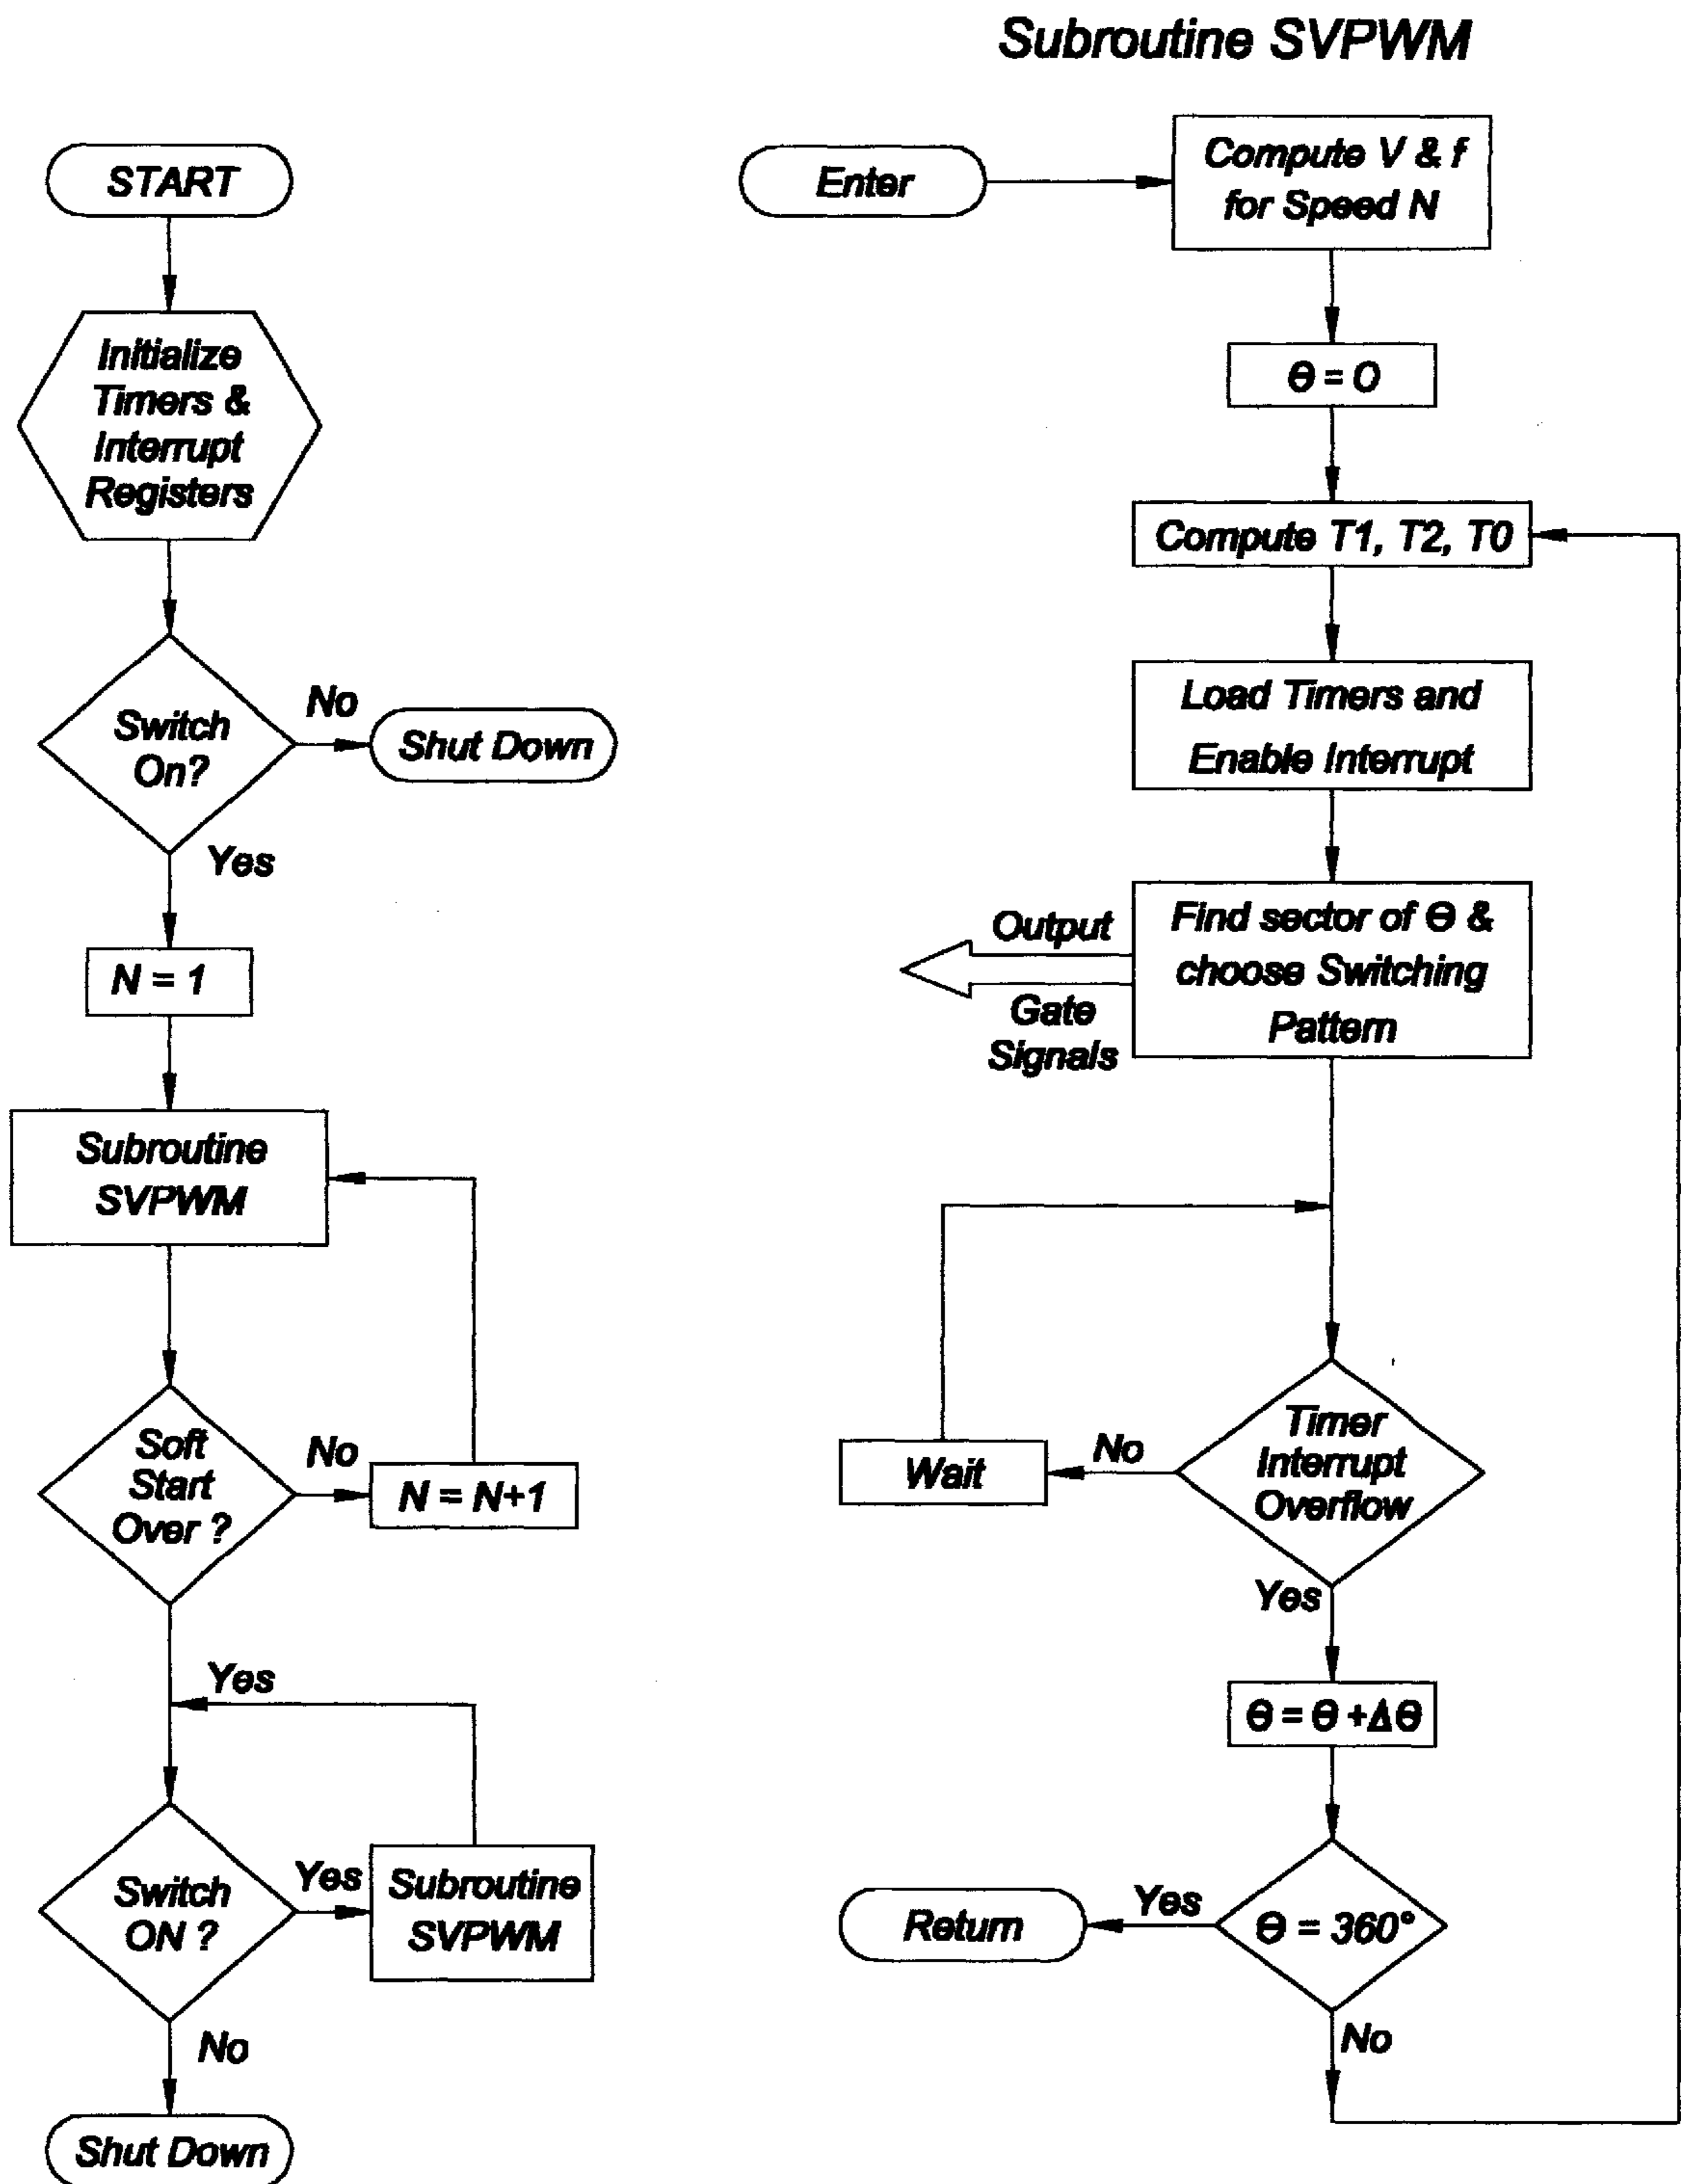 Subroutine SVPWM
START
Initialize
Timers &
Interrupt
Registers
Switch
On?
No
Shut Down
Yes
N = 1
Subroutine
SVPWM
Soft
Start
Over ?
No
N = N+1
Yes
Switch
ON ?
Yes
Subroutine
SVPWM
No
Shut Down
Enter
Compute V & f
for Speed N
Θ = O
Compute T1, T2, T0
Load Timers and
Enable Interrupt
Find sector of Θ &
choose Switching
Pattern
Output
Gate
Signals
Timer
Interrupt
Overflow
No
Wait
Yes
Θ = Θ +ΔΘ
Θ = 360°
Yes
Return
No